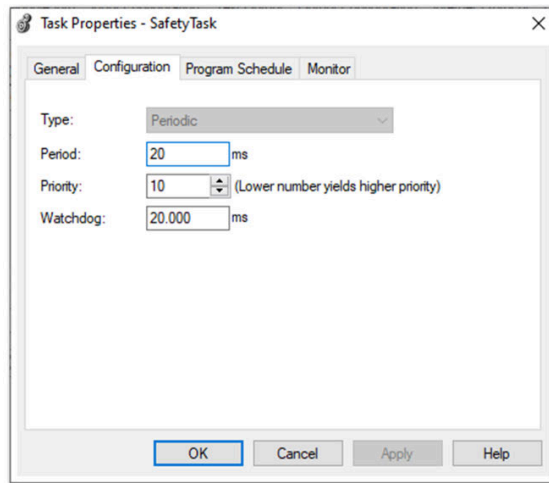 Task Properties - SafetyTask
General Configuration Program Schedule Monitor
Type: Periodic
Period: 20 ms
Priority: 10 (Lower number yields higher priority)
Watchdog: 20.000 ms
OK Cancel Apply Help